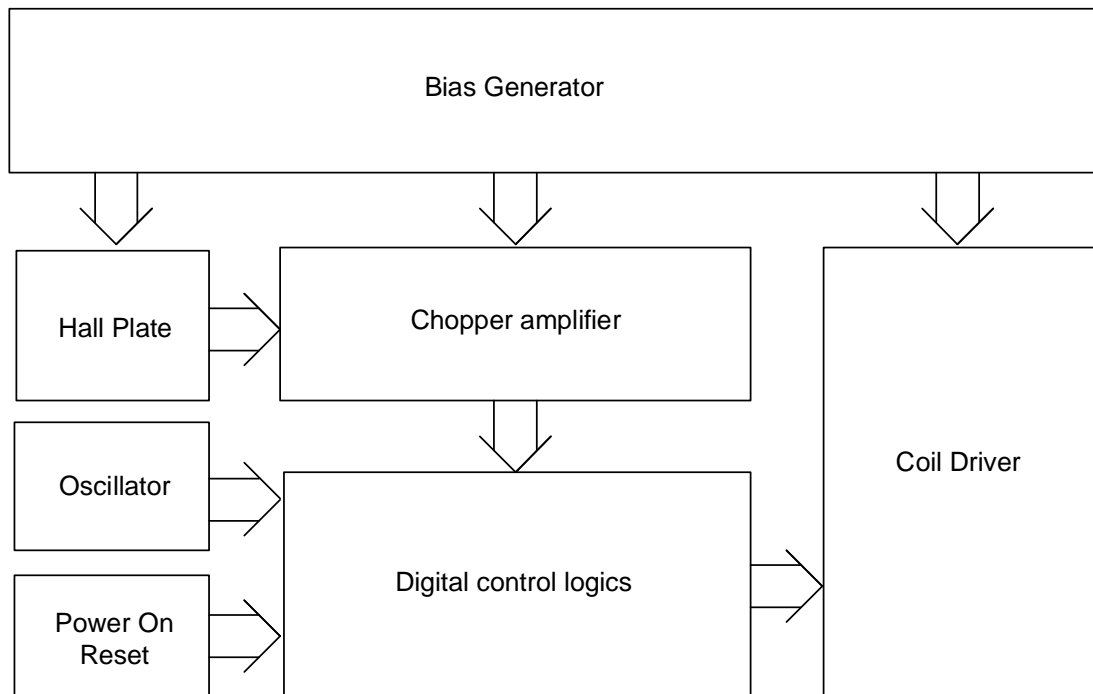 Bias Generator
Hall Plate
Chopper amplifier
Oscillator
Coil Driver
Digital control logics
Power On
Reset